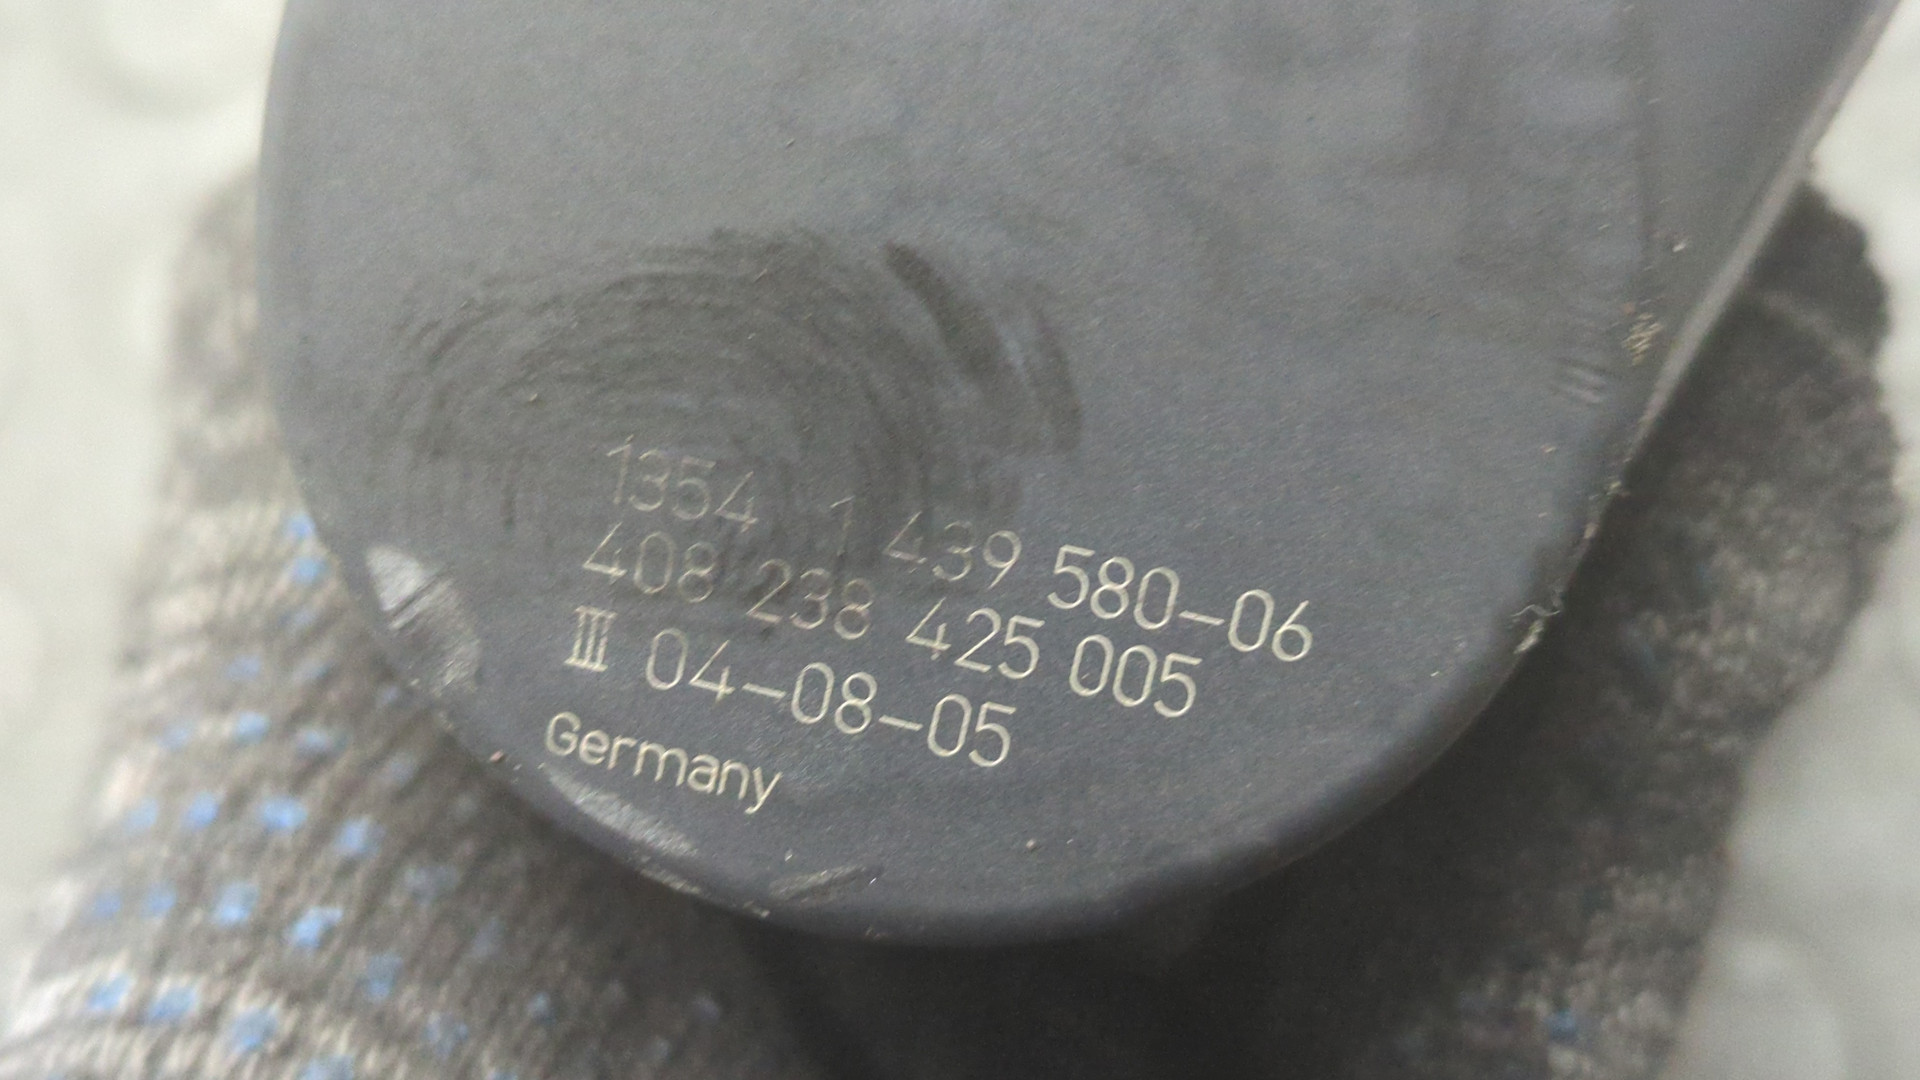 1354 1 439 580-06
408 238 425 005
III 04-08-05
Germany